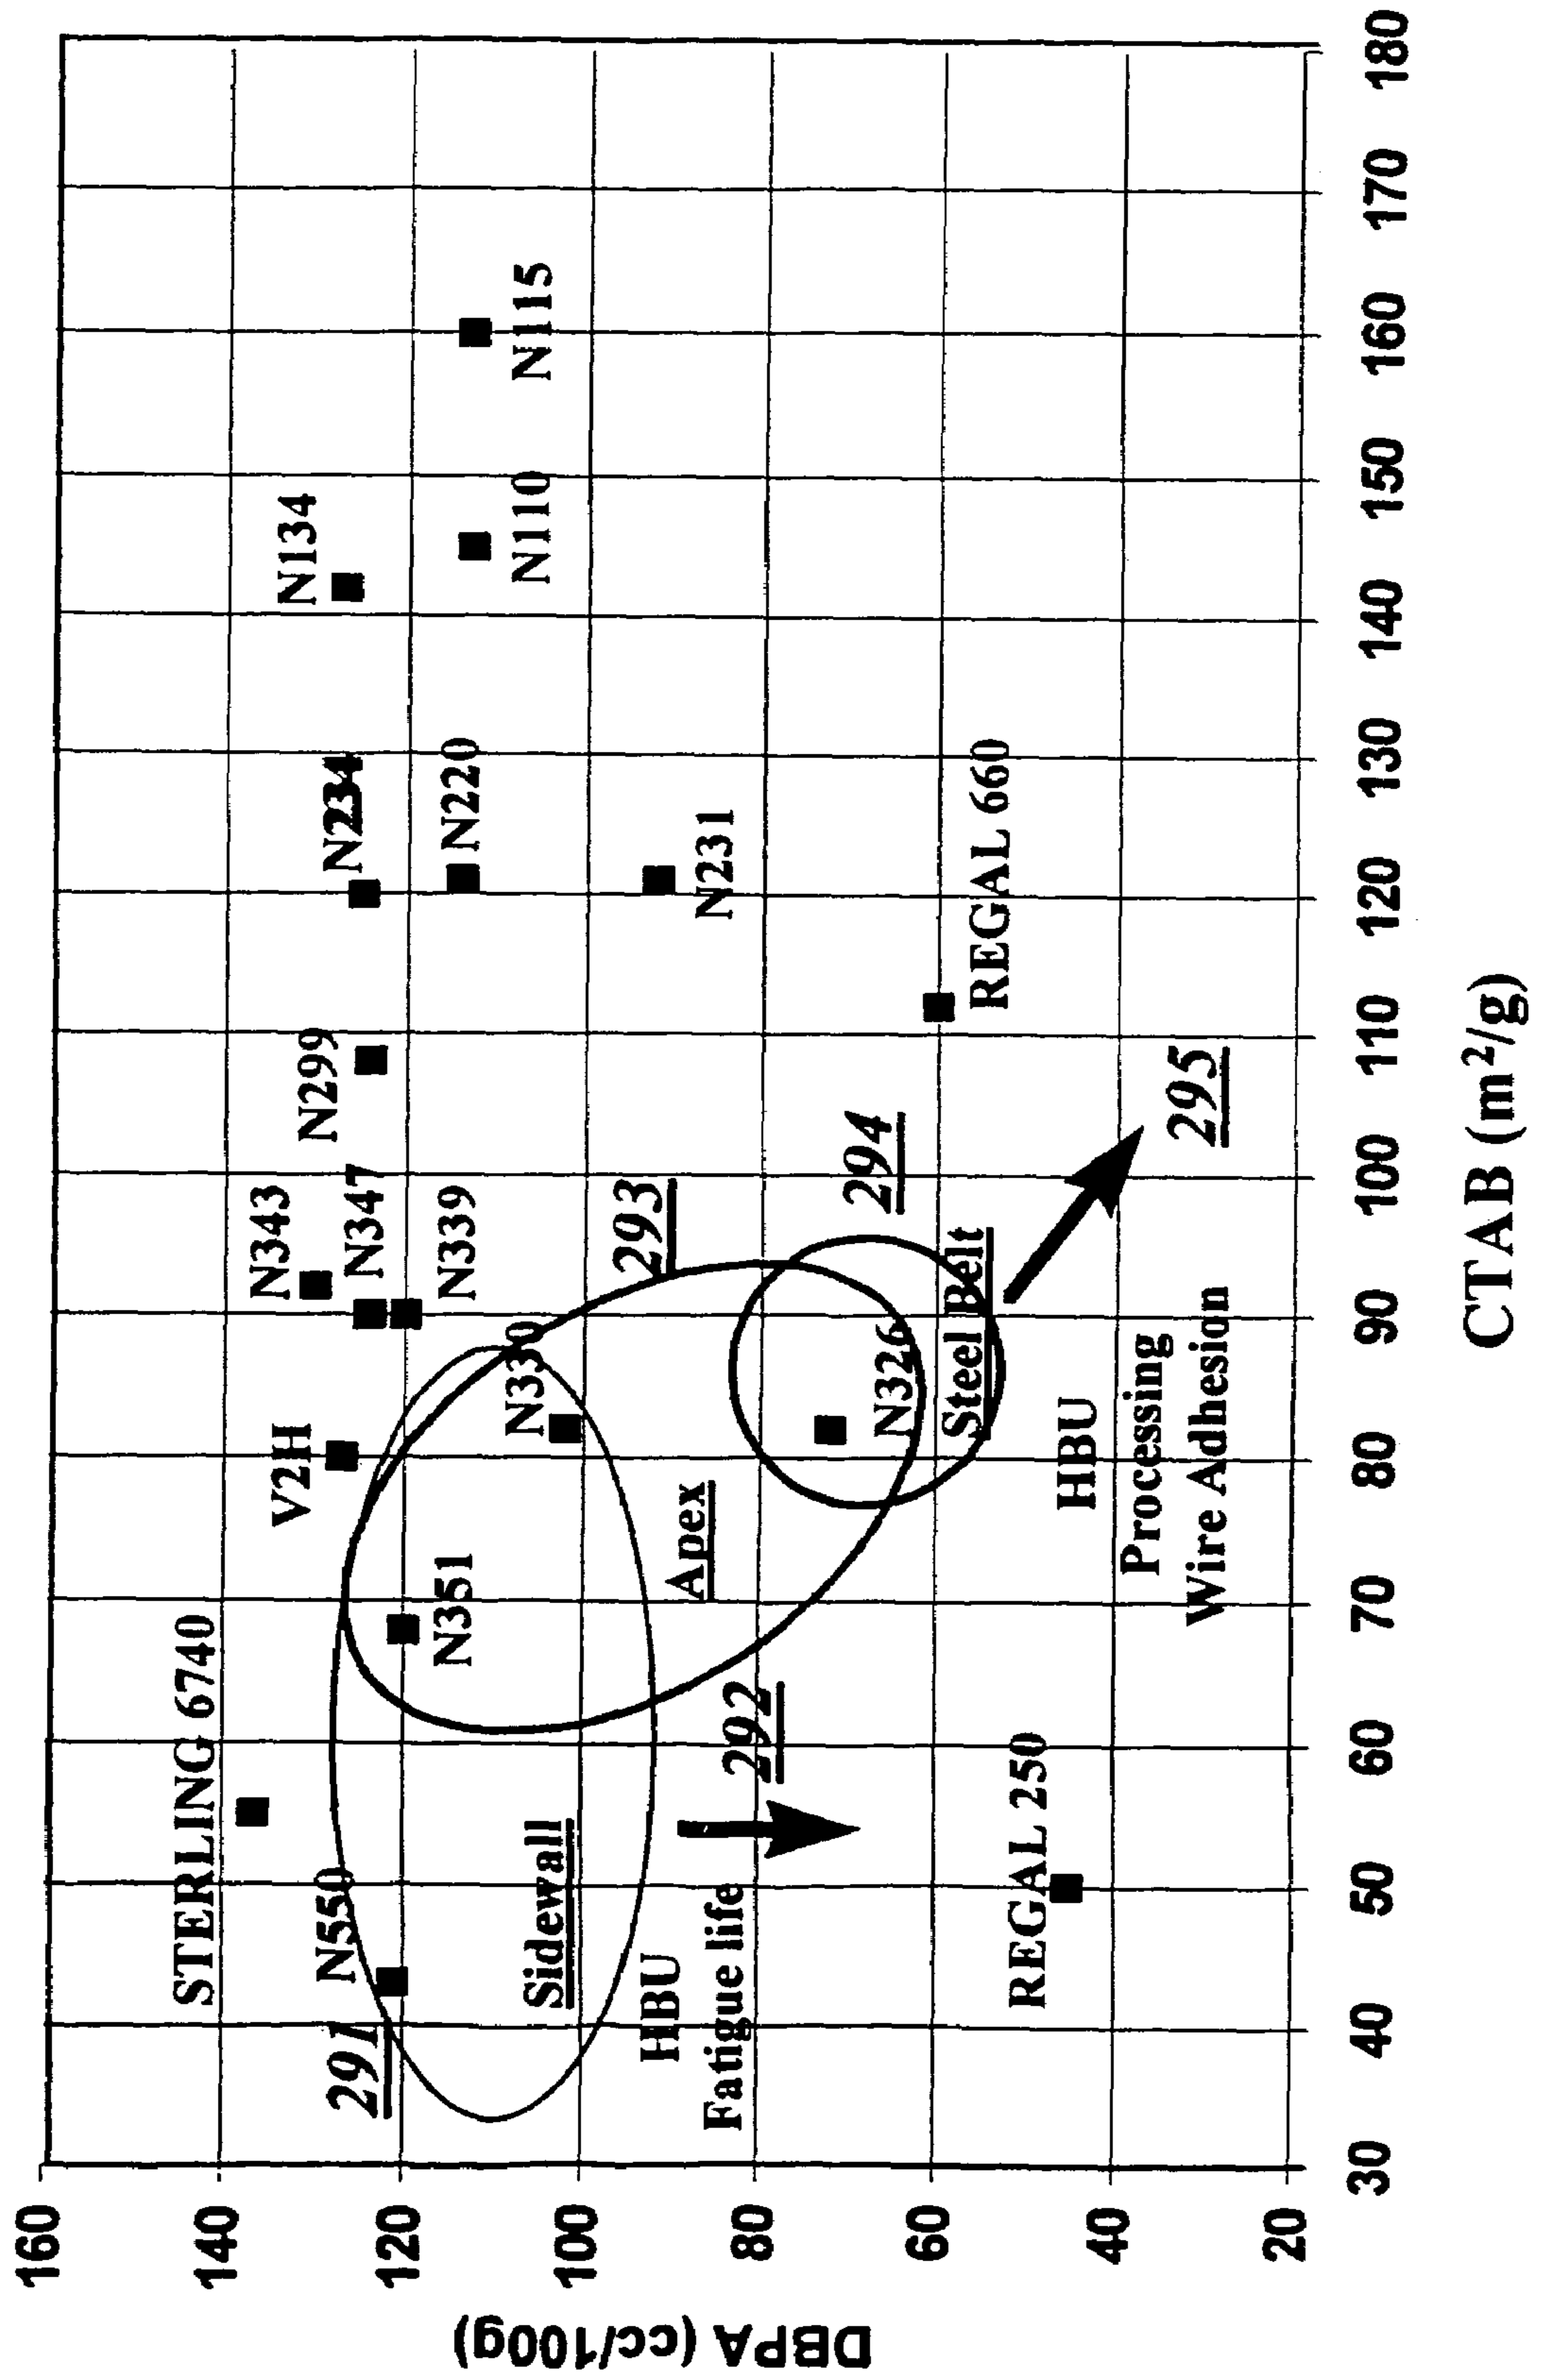 160
140
120
100
80
60
40
20
DBPA (cc/100g)
30
40
50
60
70
80
90
100
110
120
130
140
150
160
170
180
CTAB (m²/g)
STERLING 6740
N550
291
V2H
N351
N343
N347
N339
N330
N299
N234
N220
N231
N134
N110
N115
Sidewall
HBU
Fatigue life
292
Apex
293
294
N326
Steel Belt
HBU
Processing
Wire Adhesion
295
REGAL 250
REGAL 660